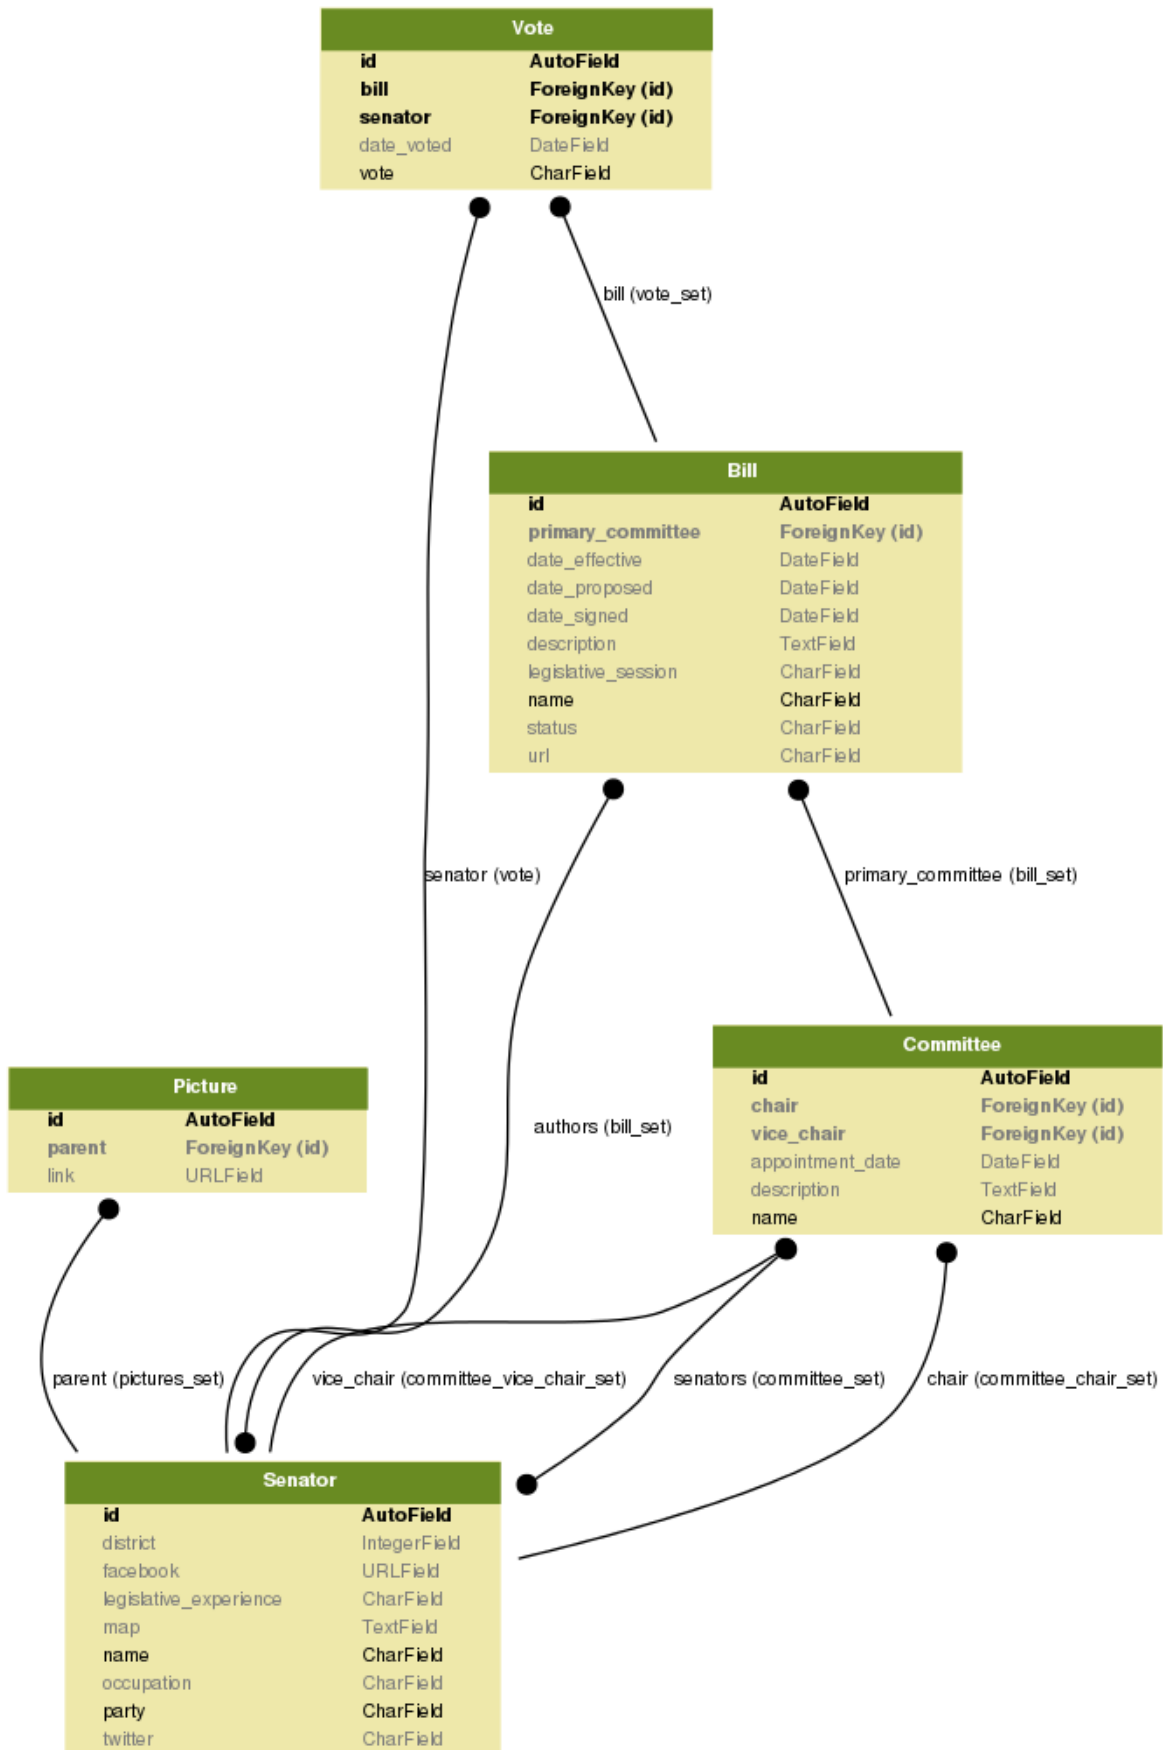 Vote
id AutoField
bill ForeignKey (id)
senator ForeignKey (id)
date_voted DateField
vote CharField
bill (vote_set)
Bill
id AutoField
primary_committee ForeignKey (id)
date_effective DateField
date_proposed DateField
date_signed DateField
description TextField
legislative_session CharField
name CharField
status CharField
url CharField
senator (vote)
primary_committee (bill_set)
Committee
id AutoField
chair ForeignKey (id)
vice_chair ForeignKey (id)
appointment_date DateField
description TextField
name CharField
Picture
id AutoField
parent ForeignKey (id)
link URLField
authors (bill_set)
parent (pictures_set)
vice_chair (committee_vice_chair_set)
senators (committee_set)
chair (committee_chair_set)
Senator
id AutoField
district IntegerField
facebook URLField
legislative_experience CharField
map TextField
name CharField
occupation CharField
party CharField
twitter CharField